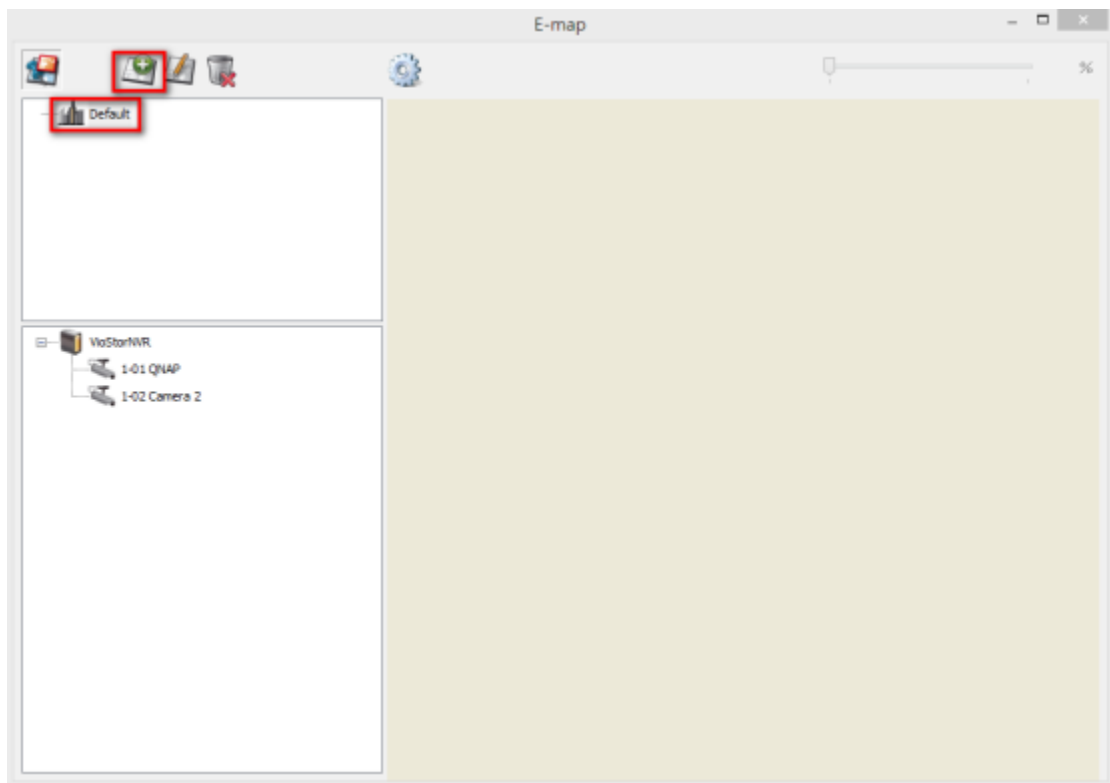 E-map
%
Default
VioStorNVR
1-01 QNAP
1-02 Camera 2